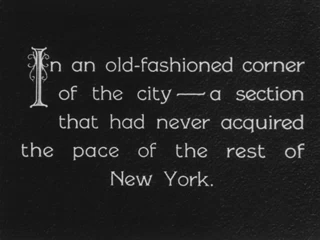 In an old-fashioned corner
of the city — a section
that had never acquired
the pace of the rest of
New York.